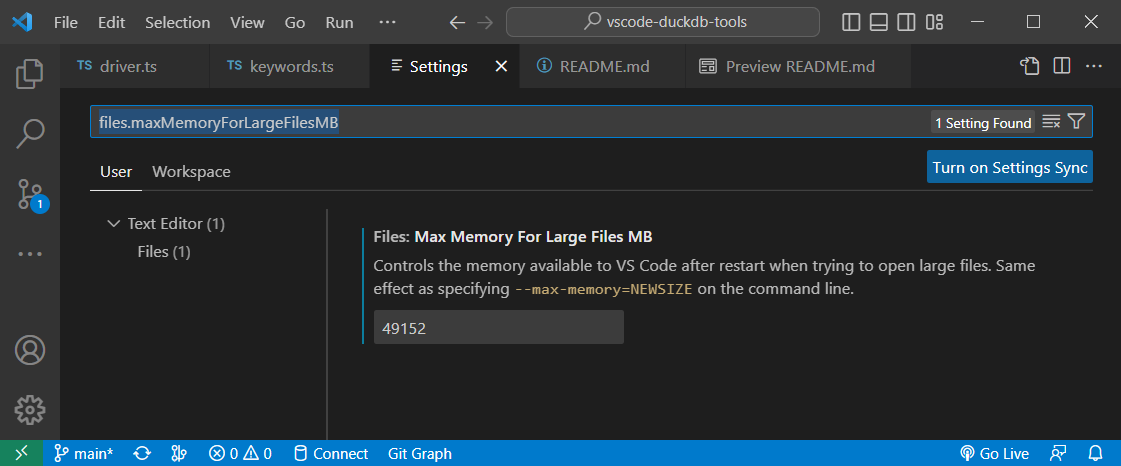 File Edit Selection View Go Run ··· vscode-duckdb-tools
TS driver.ts TS keywords.ts Settings README.md Preview README.md
files.maxMemoryForLargeFilesMB 1 Setting Found
User Workspace Turn on Settings Sync
Text Editor (1)
Files (1)
Files: Max Memory For Large Files MB
Controls the memory available to VS Code after restart when trying to open large files. Same
effect as specifying --max-memory=NEWSIZE on the command line.
49152
1
main* 0 0 Connect Git Graph Go Live